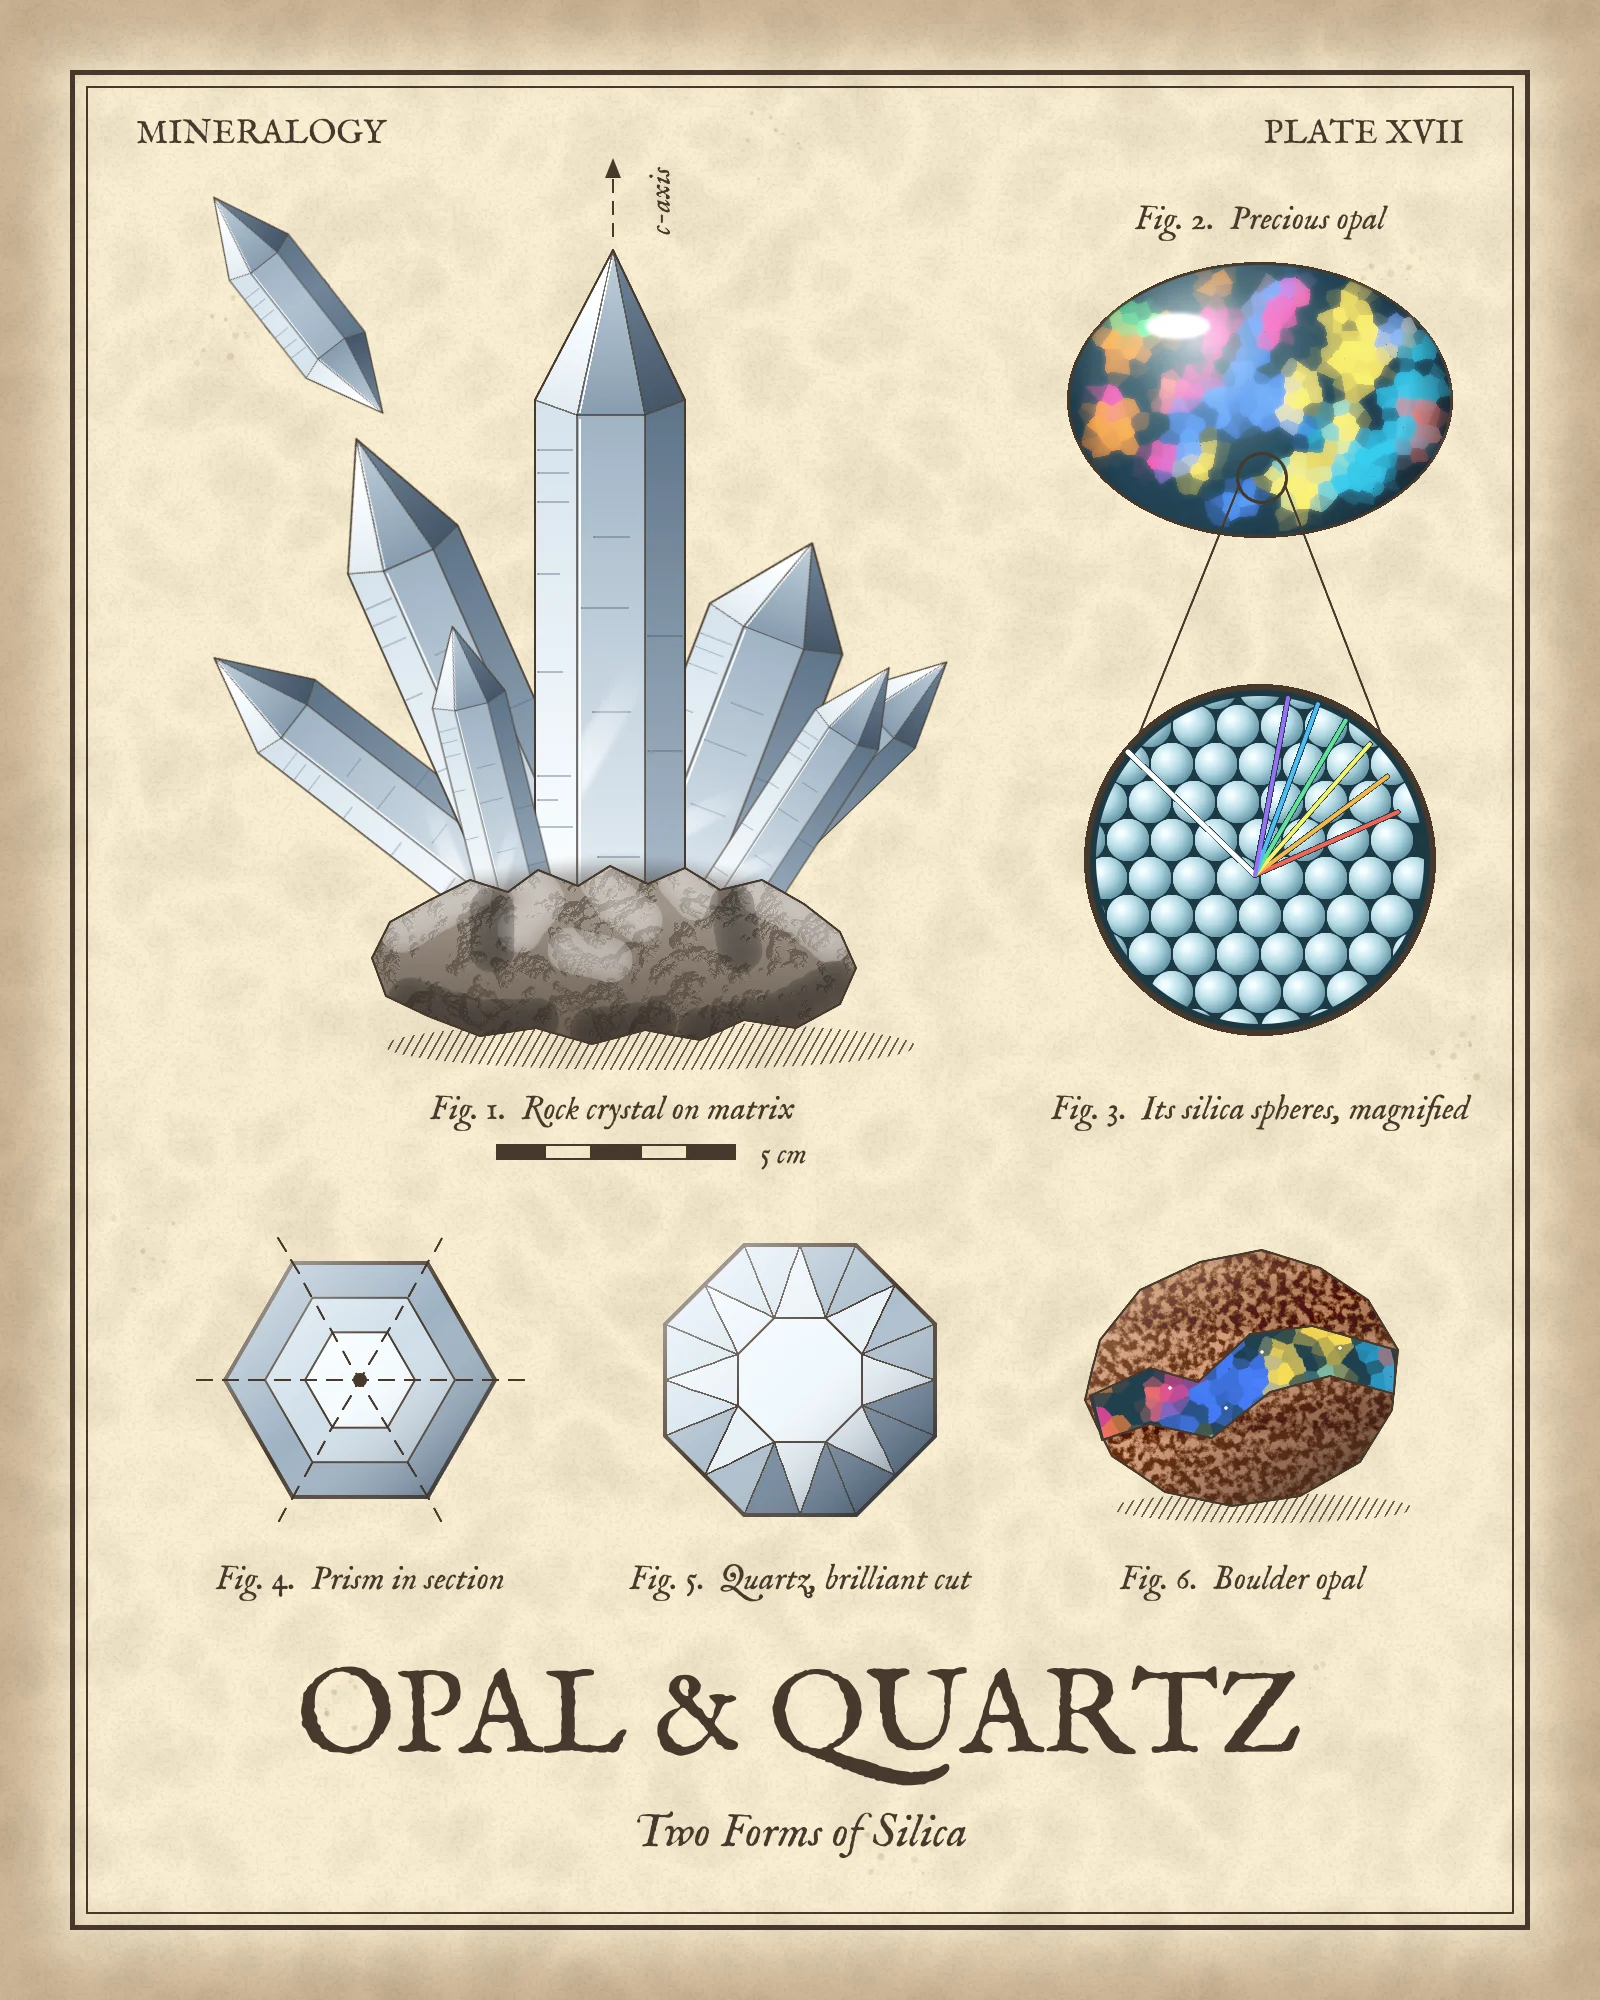 MINERALOGY
PLATE XVII
c-axis
Fig. 2. Precious opal
Fig. 1. Rock crystal on matrix
5 cm
Fig. 3. Its silica spheres, magnified
Fig. 4. Prism in section
Fig. 5. Quartz, brilliant cut
Fig. 6. Boulder opal
OPAL & QUARTZ
Two Forms of Silica